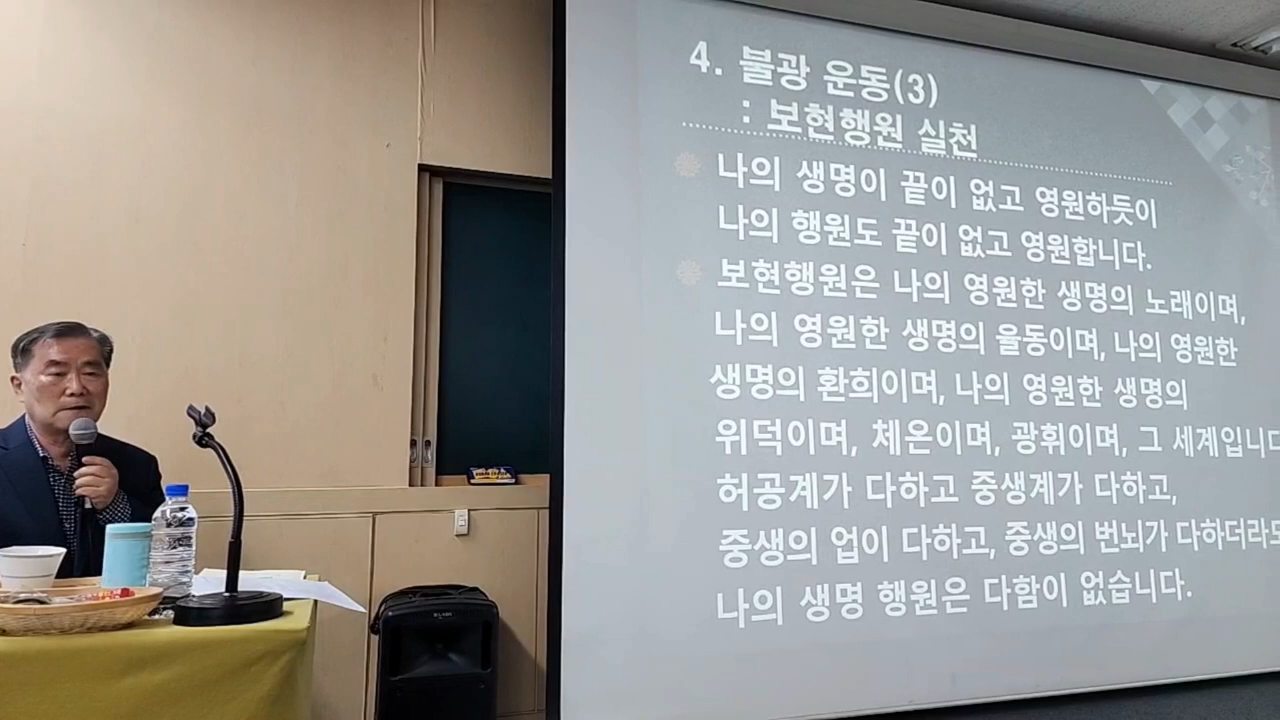 4. 불광 운동(3)
: 보현행원 실천
나의 생명이 끝이 없고 영원하듯이
나의 행원도 끝이 없고 영원합니다.
보현행원은 나의 영원한 생명의 노래이며,
나의 영원한 생명의 율동이며, 나의 영원한
생명의 환희이며, 나의 영원한 생명의
위덕이며, 체온이며, 광휘이며, 그 세계입니다
허공계가 다하고 중생계가 다하고,
중생의 업이 다하고, 중생의 번뇌가 다하더라도
나의 생명 행원은 다함이 없습니다.